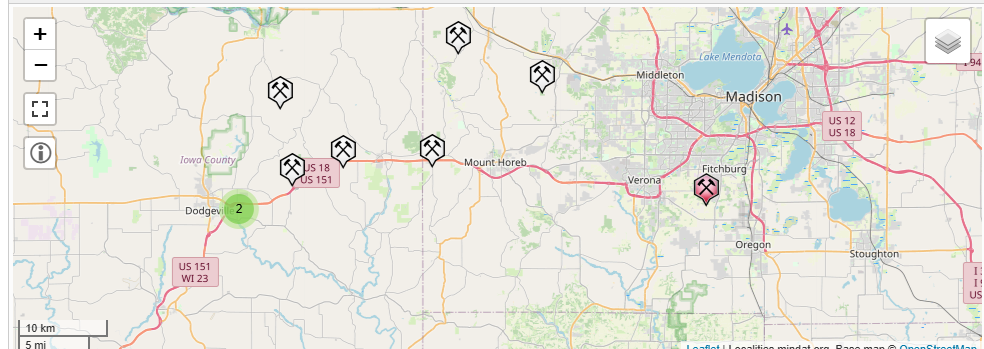 +
−
Lake Mendota
Middleton
I 94
Madison
US 12
US 18
Iowa County
US 18
US 151
Mount Horeb
Fitchburg
Verona
2
Oregon
Stoughton
US 151
WI 23
10 km
5 mi
Leaflet | Localities mindat.org, Base map © OpenStreetMap